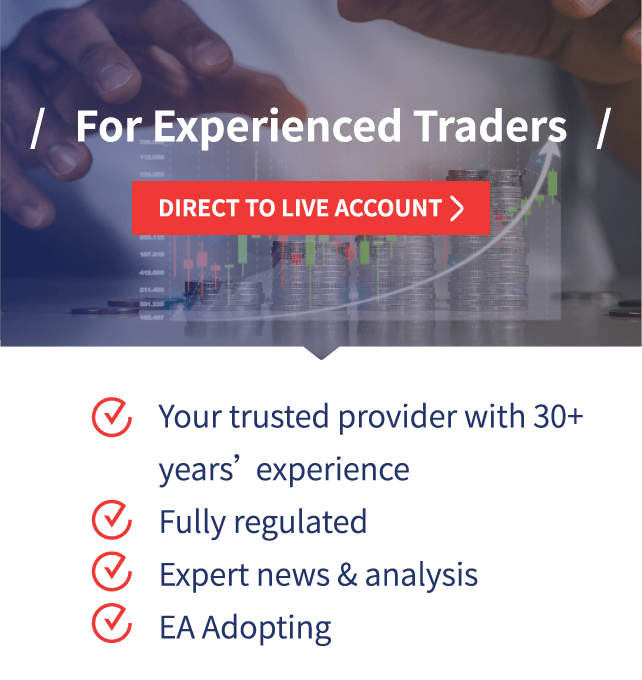 / For Experienced Traders /
DIRECT TO LIVE ACCOUNT
Your trusted provider with 30+
years’ experience
Fully regulated
Expert news & analysis
EA Adopting